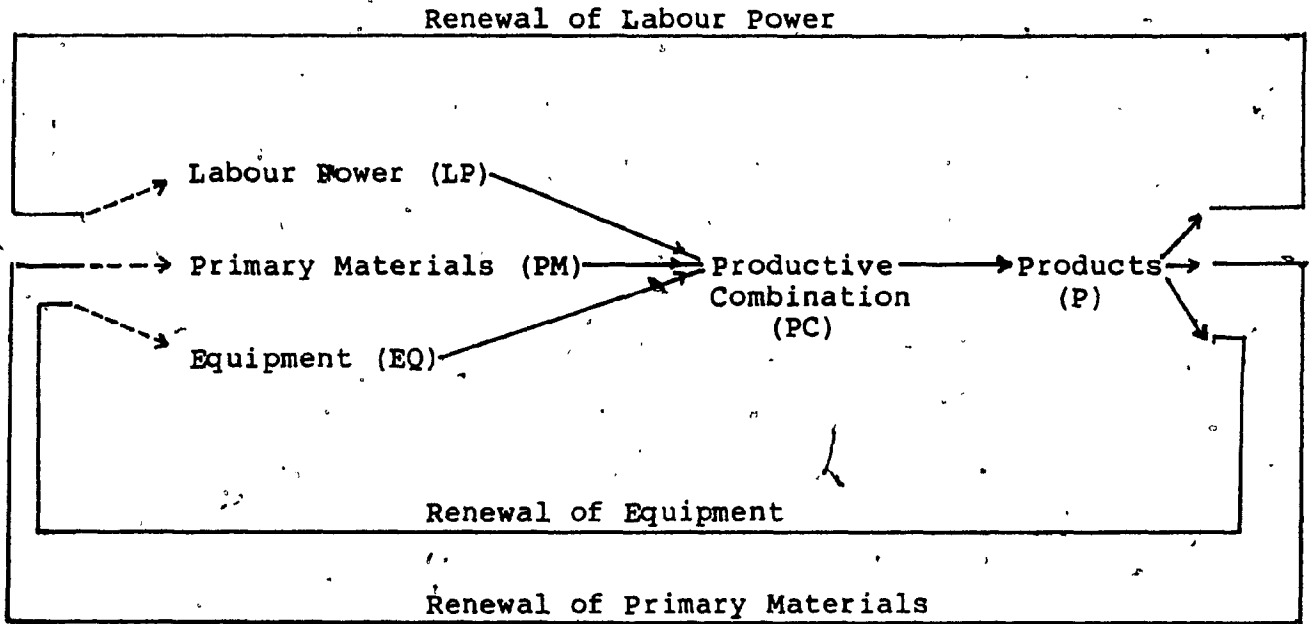 Renewal of Labour Power
Labour Power (LP)
Primary Materials (PM)
Productive
Combination
(PC)
Products
(P)
Equipment (EQ)
Renewal of Equipment
Renewal of Primary Materials